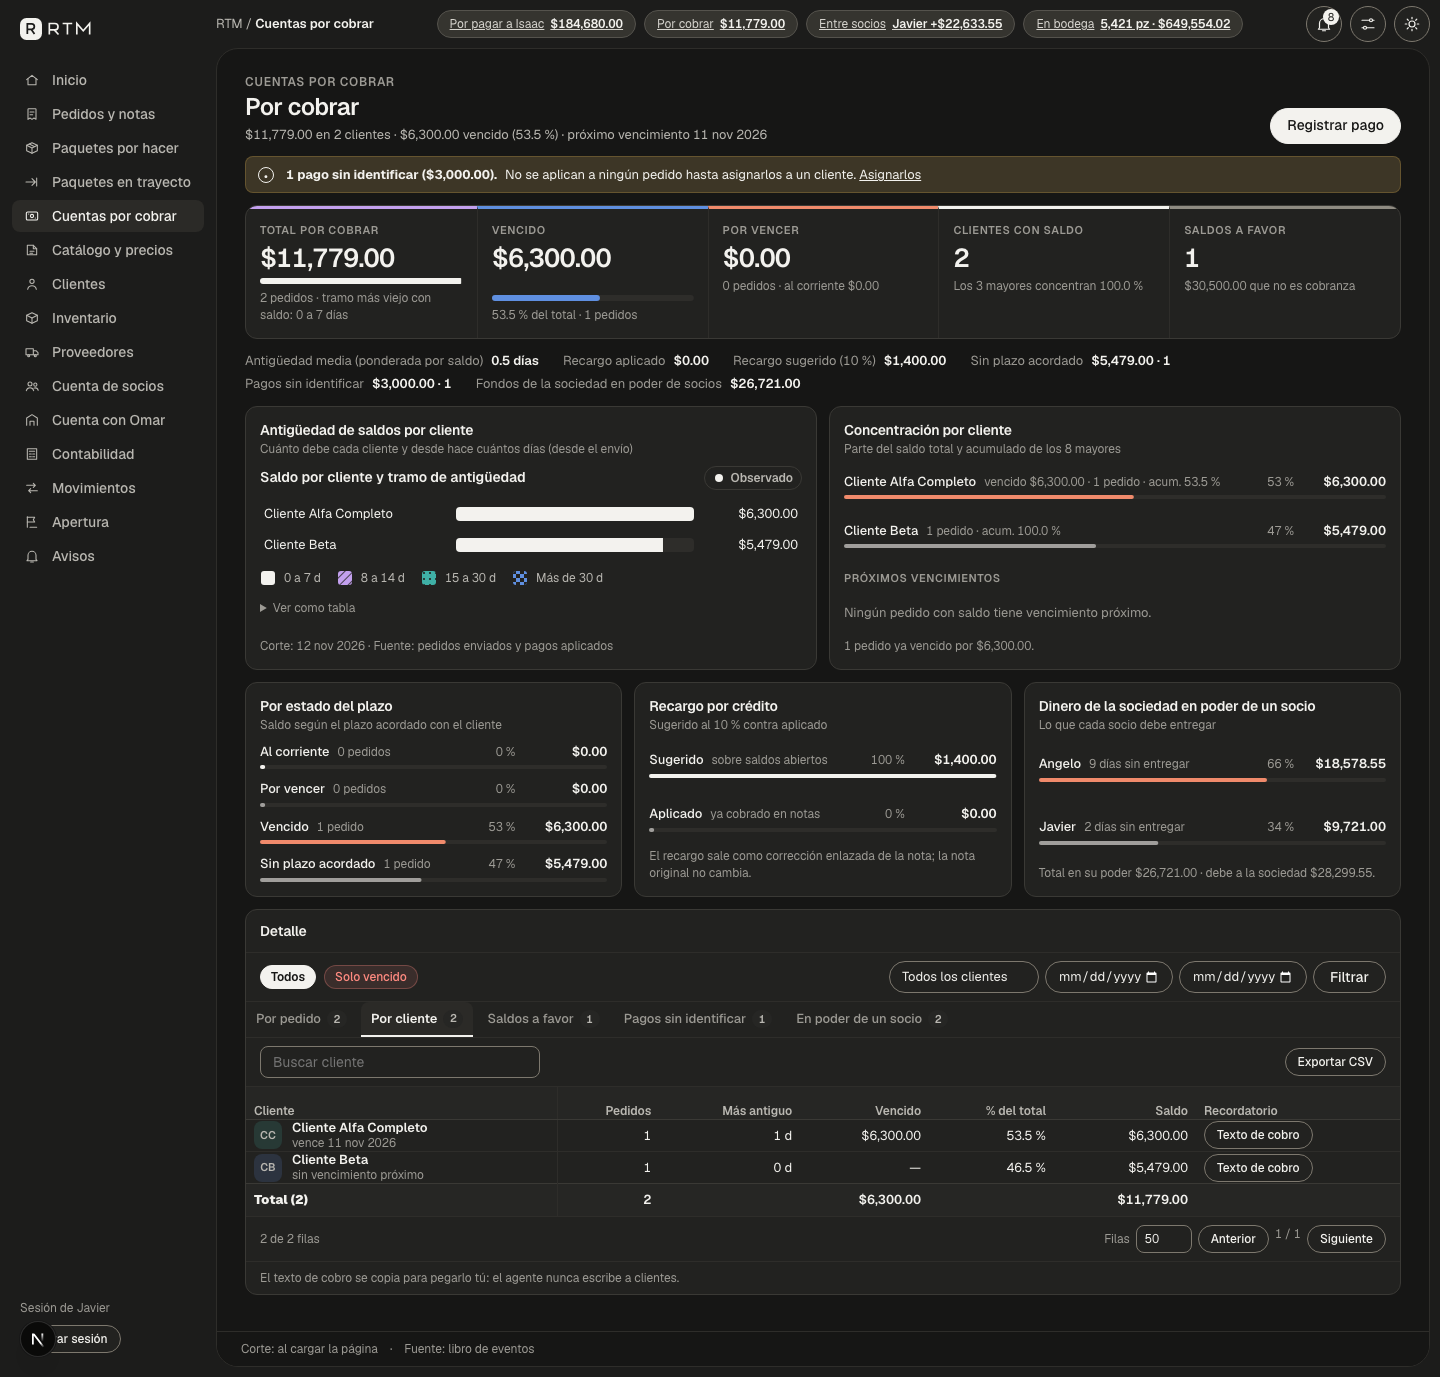 R RTM
RTM / Cuentas por cobrar
Por pagar a Isaac $184,680.00
Por cobrar $11,779.00
Entre socios Javier +$22,633.55
En bodega 5,421 pz · $649,554.02
8
Inicio
Pedidos y notas
Paquetes por hacer
Paquetes en trayecto
Cuentas por cobrar
Catálogo y precios
Clientes
Inventario
Proveedores
Cuenta de socios
Cuenta con Omar
Contabilidad
Movimientos
Apertura
Avisos
Sesión de Javier
N
ar sesión
CUENTAS POR COBRAR
Por cobrar
$11,779.00 en 2 clientes · $6,300.00 vencido (53.5 %) · próximo vencimiento 11 nov 2026
Registrar pago
1 pago sin identificar ($3,000.00). No se aplican a ningún pedido hasta asignarlos a un cliente. Asignarlos
TOTAL POR COBRAR
$11,779.00
2 pedidos · tramo más viejo con
saldo: 0 a 7 días
VENCIDO
$6,300.00
53.5 % del total · 1 pedidos
POR VENCER
$0.00
0 pedidos · al corriente $0.00
CLIENTES CON SALDO
2
Los 3 mayores concentran 100.0 %
SALDOS A FAVOR
1
$30,500.00 que no es cobranza
Antigüedad media (ponderada por saldo) 0.5 días Recargo aplicado $0.00 Recargo sugerido (10 %) $1,400.00 Sin plazo acordado $5,479.00 · 1
Pagos sin identificar $3,000.00 · 1 Fondos de la sociedad en poder de socios $26,721.00
Antigüedad de saldos por cliente
Cuánto debe cada cliente y desde hace cuántos días (desde el envío)
Saldo por cliente y tramo de antigüedad
Observado
Cliente Alfa Completo $6,300.00
Cliente Beta $5,479.00
0 a 7 d 8 a 14 d 15 a 30 d Más de 30 d
Ver como tabla
Corte: 12 nov 2026 · Fuente: pedidos enviados y pagos aplicados
Concentración por cliente
Parte del saldo total y acumulado de los 8 mayores
Cliente Alfa Completo vencido $6,300.00 · 1 pedido · acum. 53.5 % 53 % $6,300.00
Cliente Beta 1 pedido · acum. 100.0 % 47 % $5,479.00
PRÓXIMOS VENCIMIENTOS
Ningún pedido con saldo tiene vencimiento próximo.
1 pedido ya vencido por $6,300.00.
Por estado del plazo
Saldo según el plazo acordado con el cliente
Al corriente 0 pedidos 0 % $0.00
Por vencer 0 pedidos 0 % $0.00
Vencido 1 pedido 53 % $6,300.00
Sin plazo acordado 1 pedido 47 % $5,479.00
Recargo por crédito
Sugerido al 10 % contra aplicado
Sugerido sobre saldos abiertos 100 % $1,400.00
Aplicado ya cobrado en notas 0 % $0.00
El recargo sale como corrección enlazada de la nota; la nota
original no cambia.
Dinero de la sociedad en poder de un socio
Lo que cada socio debe entregar
Angelo 9 días sin entregar 66 % $18,578.55
Javier 2 días sin entregar 34 % $9,721.00
Total en su poder $26,721.00 · debe a la sociedad $28,299.55.
Detalle
Todos Solo vencido Todos los clientes mm/dd/yyyy mm/dd/yyyy Filtrar
Por pedido 2 Por cliente 2 Saldos a favor 1 Pagos sin identificar 1 En poder de un socio 2
Buscar cliente Exportar CSV
Cliente Pedidos Más antiguo Vencido % del total Saldo Recordatorio
CC Cliente Alfa Completo 1 1 d $6,300.00 53.5 % $6,300.00 Texto de cobro
vence 11 nov 2026
CB Cliente Beta 1 0 d — 46.5 % $5,479.00 Texto de cobro
sin vencimiento próximo
Total (2) 2 $6,300.00 $11,779.00
2 de 2 filas Filas 50 Anterior 1 / 1 Siguiente
El texto de cobro se copia para pegarlo tú: el agente nunca escribe a clientes.
Corte: al cargar la página · Fuente: libro de eventos